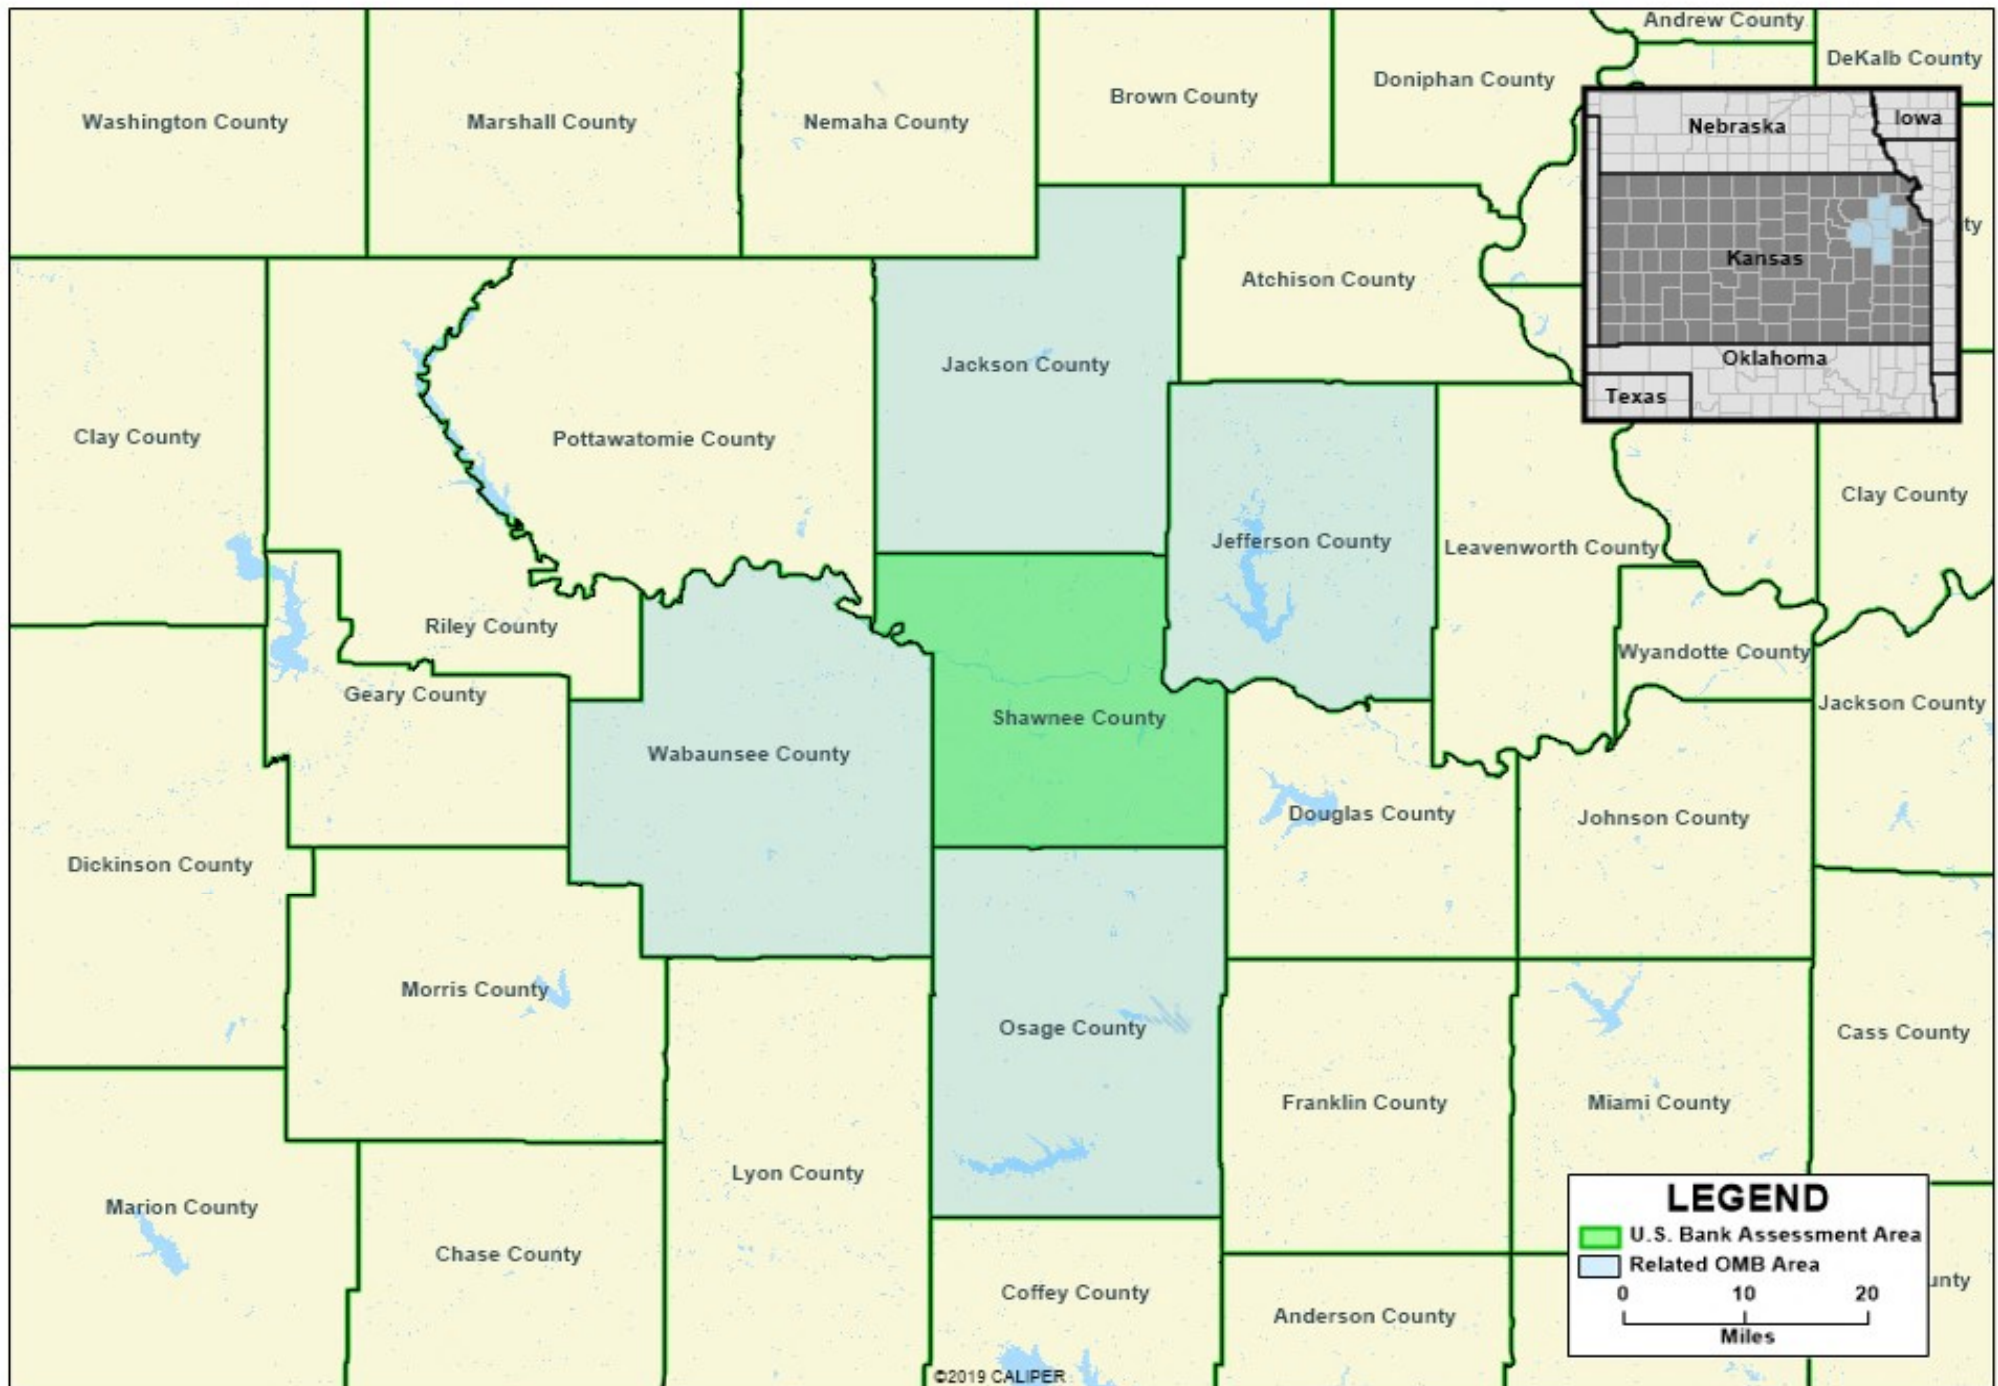 Andrew County
DeKalb County
Doniphan County
Brown County
Washington County
Marshall County
Nemaha County
Iowa
Nebraska
ty
Kansas
Atchison County
Oklahoma
Jackson County
Texas
Clay County
Pottawatomie County
Clay County
Jefferson County
Leavenworth County
Riley County
Wyandotte County
Geary County
Jackson County
Shawnee County
Wabaunsee County
Douglas County
Johnson County
Dickinson County
Morris County
Osage County
Cass County
Franklin County
Miami County
Lyon County
Marion County
LEGEND
U.S. Bank Assessment Area
Related OMB Area
0 10 20
Miles
Chase County
unty
Coffey County
Anderson County
©2019 CALIPER